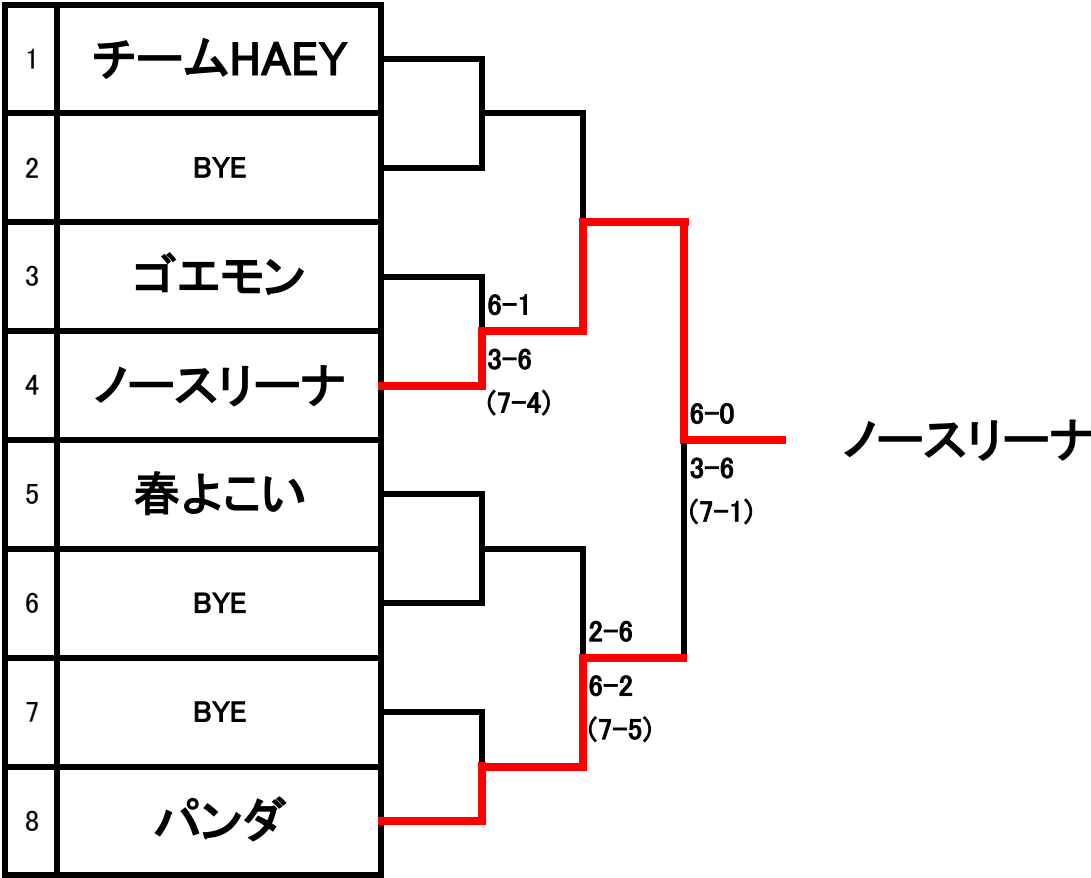 1 チームHAEY
2 BYE
3 ゴエモン
6-1
4 ノースリーナ
3-6
(7-4)
6-0
ノースリーナ
3-6
(7-1)
5 春よこい
6 BYE
2-6
6-2
(7-5)
7 BYE
8 パンダ